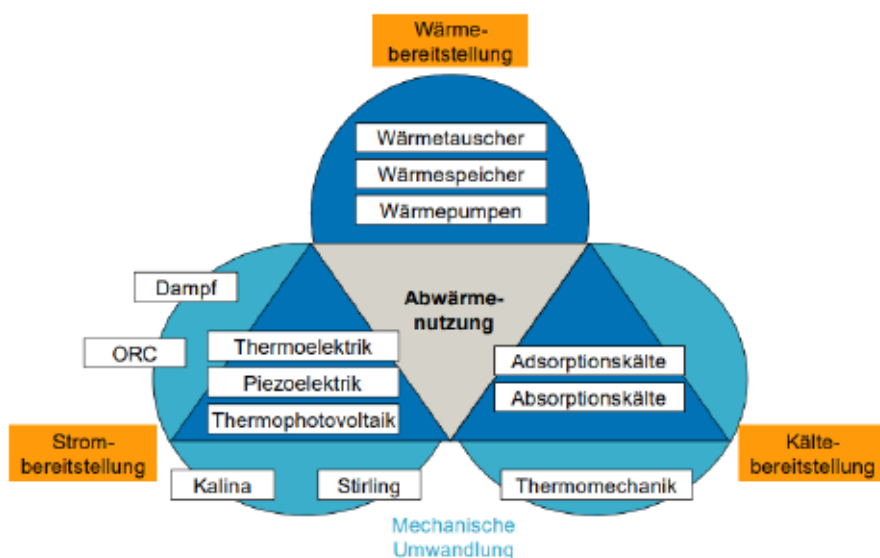 Wärme-
bereitstellung
Wärmetauscher
Wärmespeicher
Wärmepumpen
Abwärme-
nutzung
Dampf
ORC
Thermoelektrik
Piezoelektrik
Thermophotovoltaik
Adsorptionskälte
Absorptionskälte
Strom-
bereitstellung
Kälte-
bereitstellung
Kalina
Stirling
Thermomechanik
Mechanische
Umwandlung